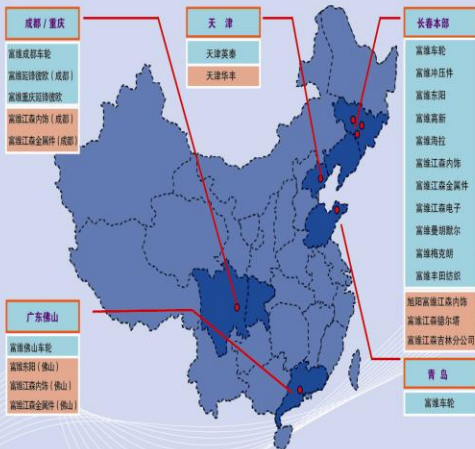 成都 / 重庆
富维成都车轮
富维延锋彼欧（成都）
富维重庆延锋彼欧
富维江森内饰（成都）
富维江森金属件（成都）
天 津
天津英泰
天津华丰
长春本部
富维车轮
富维冲压件
富维东阳
富维高新
富维海拉
富维江森内饰
富维江森金属件
富维江森电子
富维曼胡默尔
富维梅克朗
富维丰田纺织
旭阳富维江森内饰
富维江森德尔塔
富维江森吉林分公司
青 岛
富维车轮
广东佛山
富维佛山车轮
富维东阳（佛山）
富维江森内饰（佛山）
富维江森金属件（佛山）